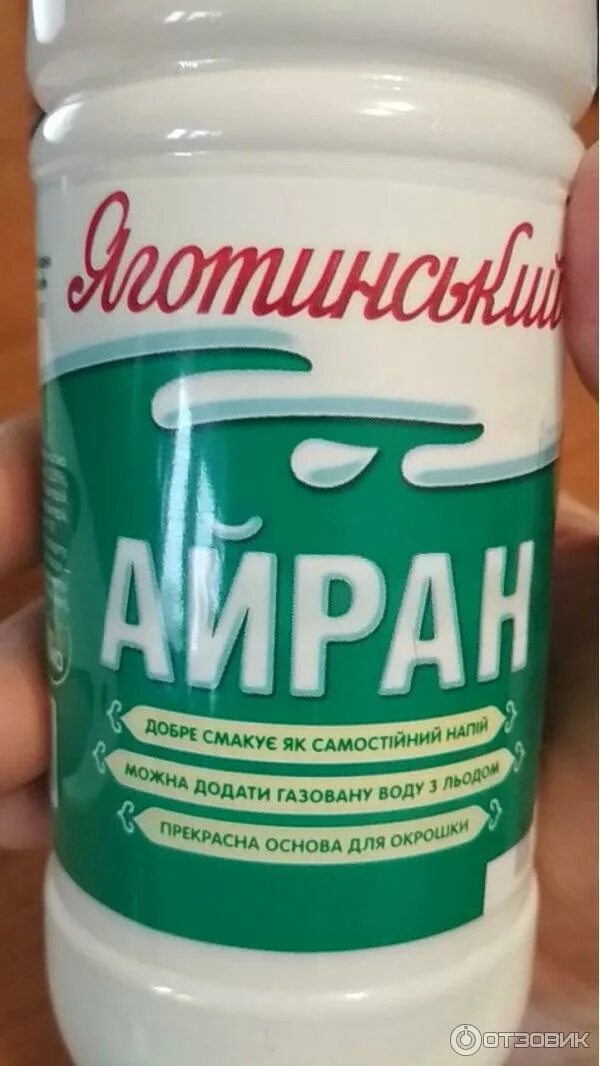 Яготинський
АЙРАН
ДОБРЕ СМАКУЄ ЯК САМОСТІЙНИЙ НАПІЙ
МОЖНА ДОДАТИ ГАЗОВАНУ ВОДУ З ЛЬОДОМ
ПРЕКРАСНА ОСНОВА ДЛЯ ОКРОШКИ
ОТЗОВИК